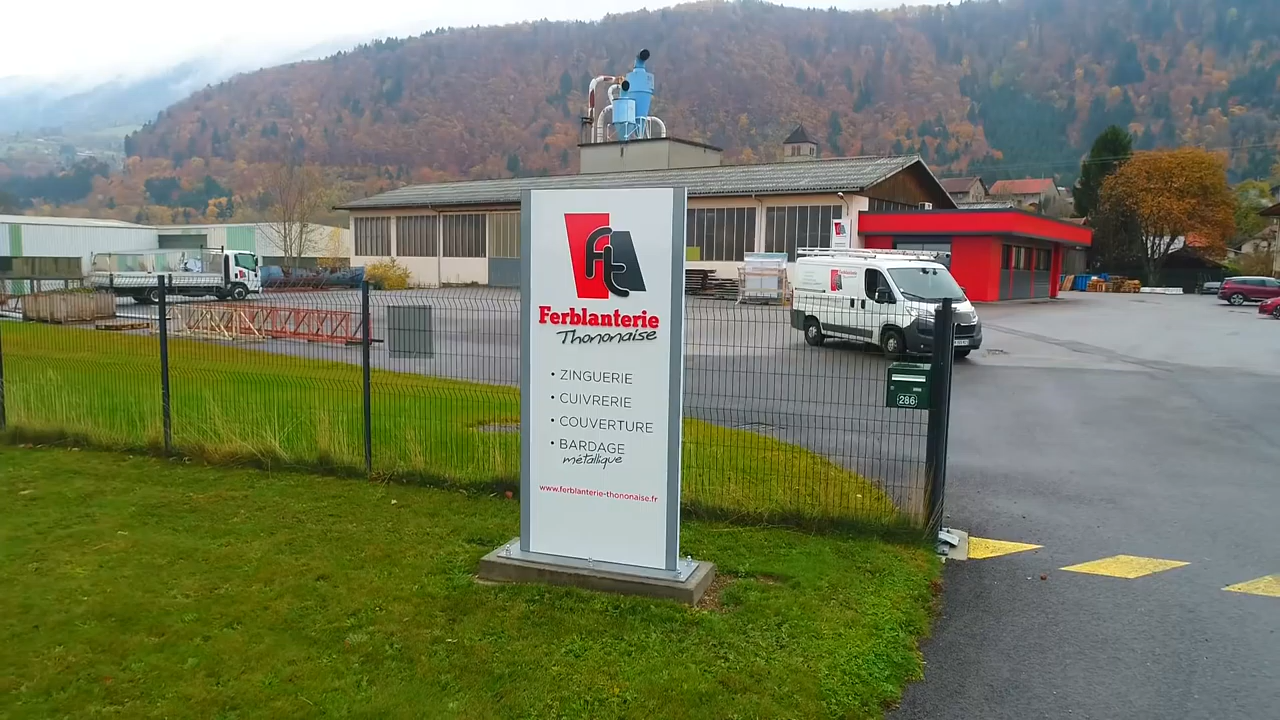 ft
Ferblanterie
Thononaise
• ZINGUERIE
• CUIVRERIE
• COUVERTURE
• BARDAGE
métallique
www.ferblanterie-thononaise.fr
286